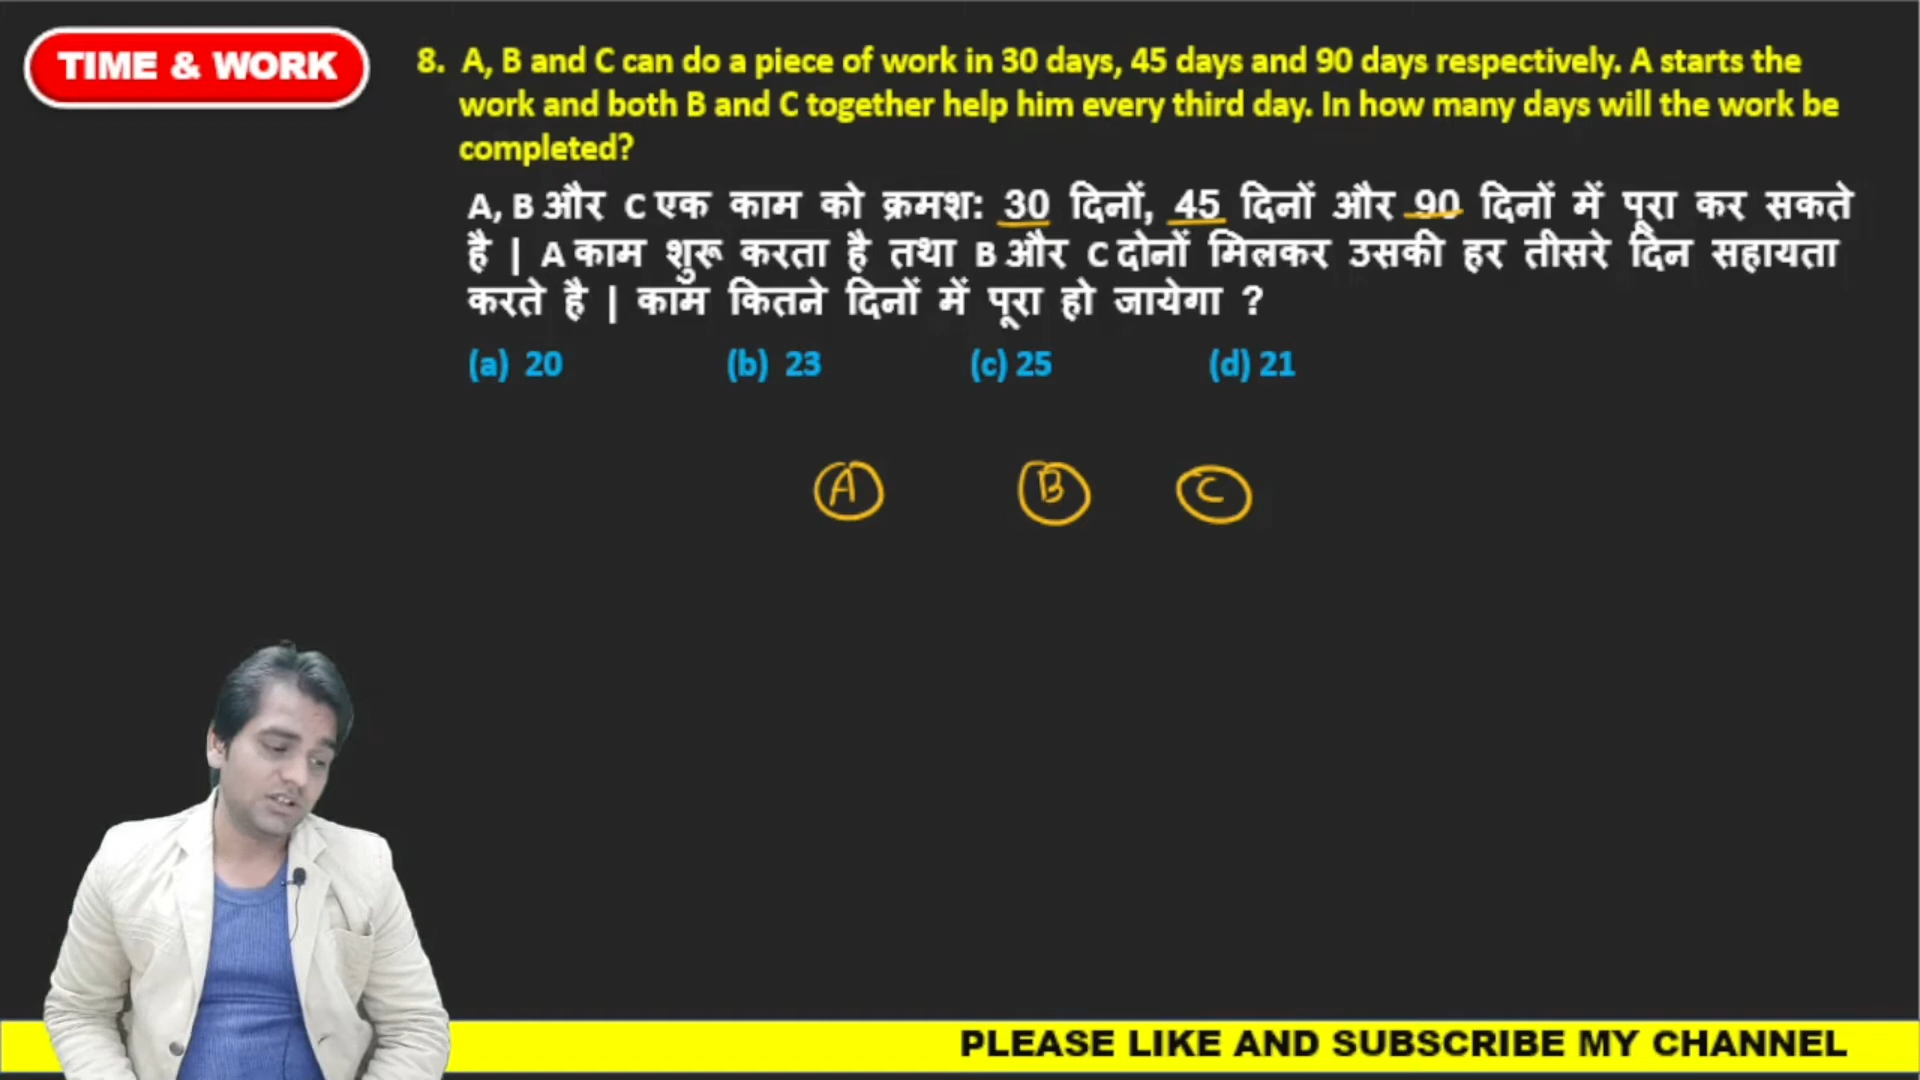 TIME & WORK
8. A, B and C can do a piece of work in 30 days, 45 days and 90 days respectively. A starts the
work and both B and C together help him every third day. In how many days will the work be
completed?
A, B और C एक काम को क्रमश: 30 दिनों, 45 दिनों और 90 दिनों में पूरा कर सकते
है | A काम शुरू करता है तथा B और C दोनों मिलकर उसकी हर तीसरे दिन सहायता
करते है | काम कितने दिनों में पूरा हो जायेगा ?
(a) 20 (b) 23 (c) 25 (d) 21
A B C
PLEASE LIKE AND SUBSCRIBE MY CHANNEL